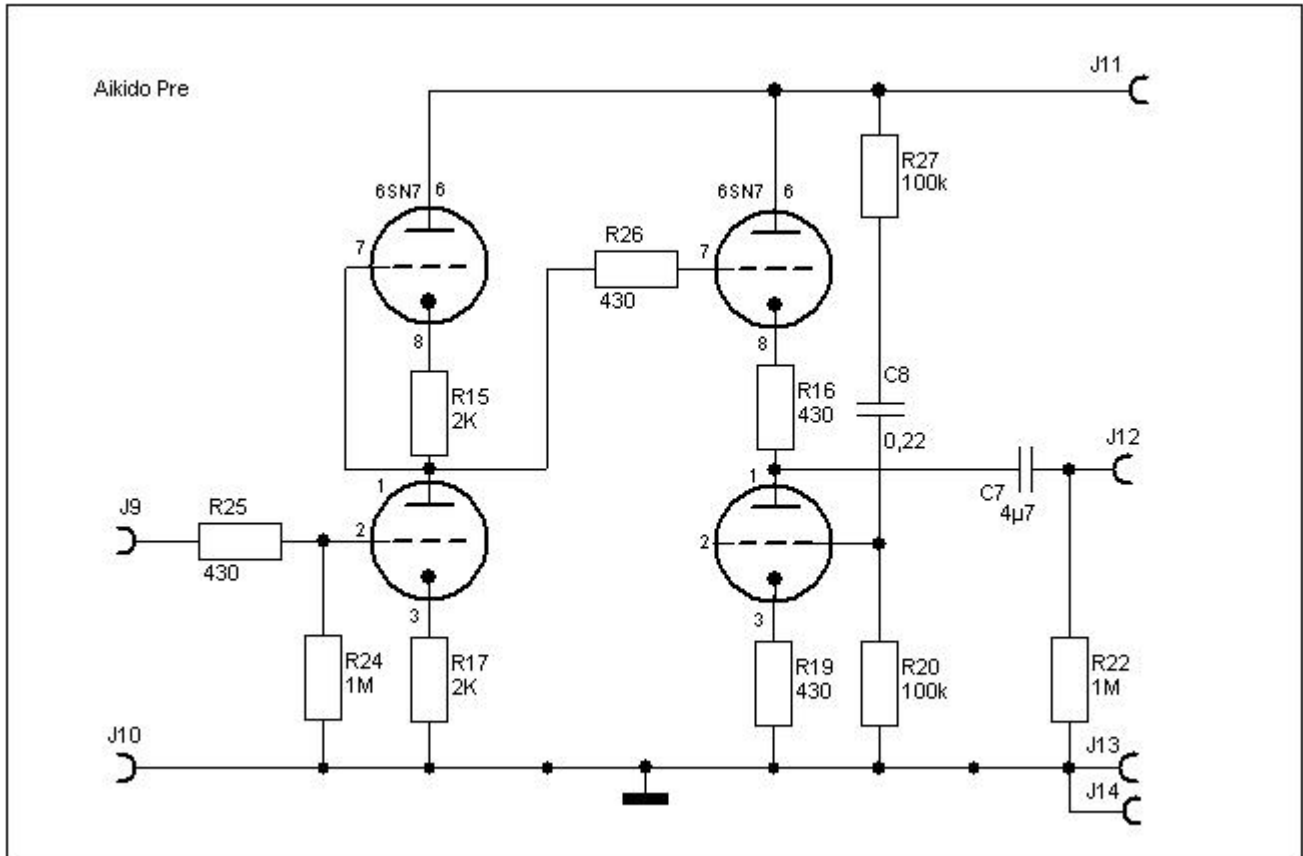 Aikido Pre
J11
R27
100k
6SN7 6
6SN7 6
R26
7
7
430
8
8
C8
R15
2K
R16
430
0,22
J12
1
1
C7
4µ7
J9
R25
2
2
430
3
3
R24
1M
R17
2K
R19
430
R20
100k
R22
1M
J10
J13
J14